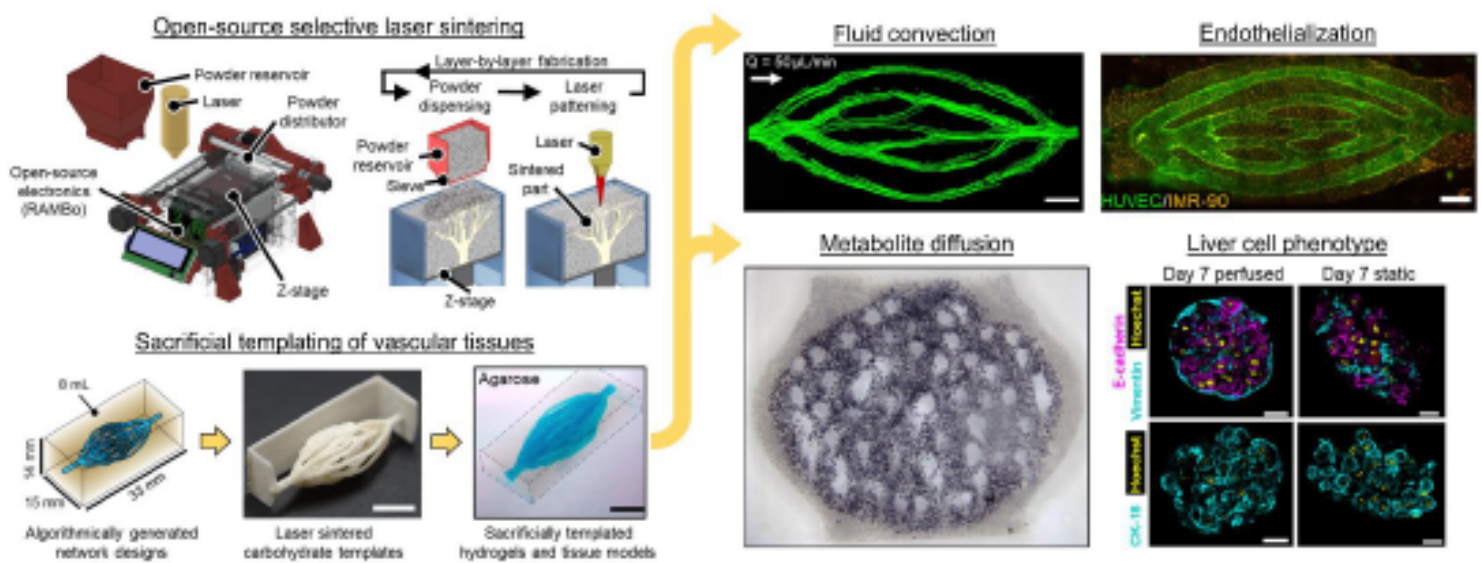 Open-source selective laser sintering
Powder reservoir
Laser
Powder
distributor
Open-source
electronics
(RAMBo)
Z-stage
Layer-by-layer fabrication
Powder
dispensing
Laser
patterning
Powder
reservoir
Sieve
Laser
Sintered
part
Z-stage
Sacrificial templating of vascular tissues
8 mL
14 mm
15 mm
33 mm
Algorithmically generated
network designs
Laser sintered
carbohydrate templates
Agarose
Sacrificially templated
hydrogels and tissue models
Fluid convection
Q = 50μL/min
Endothelialization
HUVEC/IMR-90
Metabolite diffusion
Liver cell phenotype
Day 7 perfused
Day 7 static
E-cadherin
Vimentin
Hoechst
CK-18
Hoechst